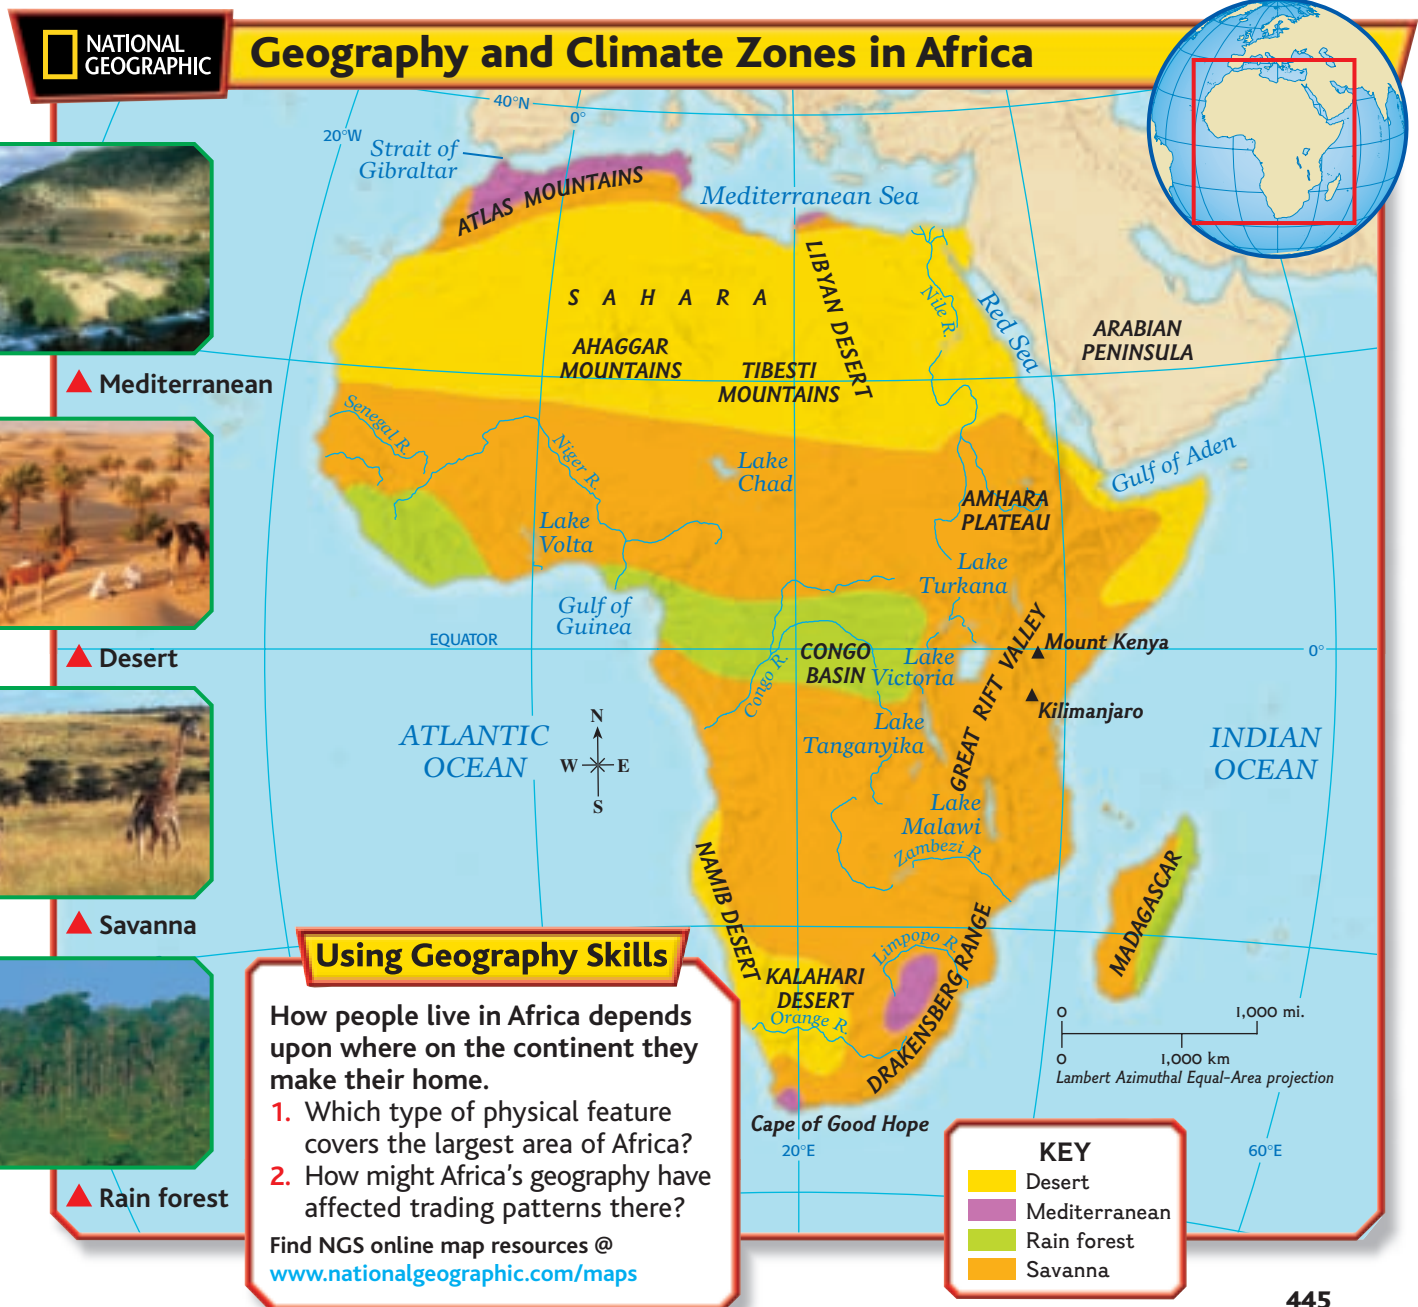 NATIONAL
GEOGRAPHIC
Geography and Climate Zones in Africa
40°N
0°
20°W
Strait of
Gibraltar
ATLAS MOUNTAINS
Mediterranean Sea
SAHARA
LIBYAN DESERT
Nile R.
Red Sea
ARABIAN
PENINSULA
AHAGGAR
MOUNTAINS
TIBESTI
MOUNTAINS
Mediterranean
Senegal R.
Niger R.
Lake
Chad
Gulf of Aden
AMHARA
PLATEAU
Lake
Volta
Lake
Turkana
Gulf of
Guinea
EQUATOR
0°
Desert
CONGO
BASIN
Congo R.
Lake
Victoria
GREAT RIFT VALLEY
Mount Kenya
Kilimanjaro
ATLANTIC
OCEAN
N
W
E
S
Lake
Tanganyika
INDIAN
OCEAN
Lake
Malawi
Zambezi R.
NAMIB DESERT
MADAGASCAR
Savanna
Limpopo R.
KALAHARI
DESERT
Orange R.
DRAKENSBERG RANGE
Cape of Good Hope
20°E
60°E
0
1,000 mi.
0
1,000 km
Lambert Azimuthal Equal-Area projection
Rain forest
Using Geography Skills
How people live in Africa depends
upon where on the continent they
make their home.
1. Which type of physical feature
covers the largest area of Africa?
2. How might Africa's geography have
affected trading patterns there?
Find NGS online map resources @
www.nationalgeographic.com/maps
KEY
Desert
Mediterranean
Rain forest
Savanna
445